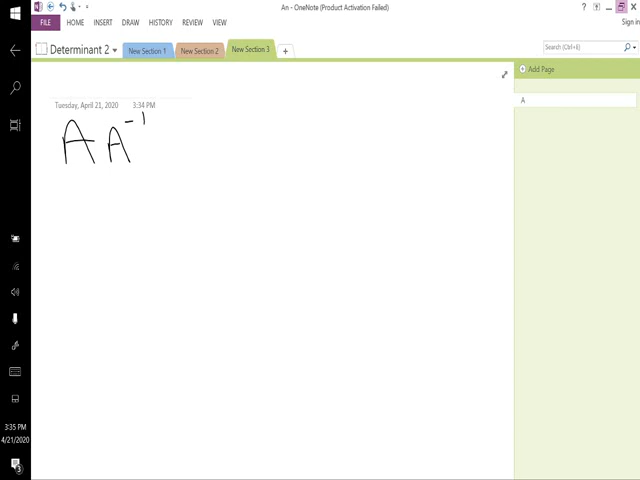 An - OneNote (Product Activation Failed)
FILE HOME INSERT DRAW HISTORY REVIEW VIEW
Sign in
Determinant 2 New Section 1 New Section 2 New Section 3 +
Search (Ctrl+E)
Add Page
A
Tuesday, April 21, 2020 3:34 PM
A A⁻¹
3:35 PM
4/21/2020
3